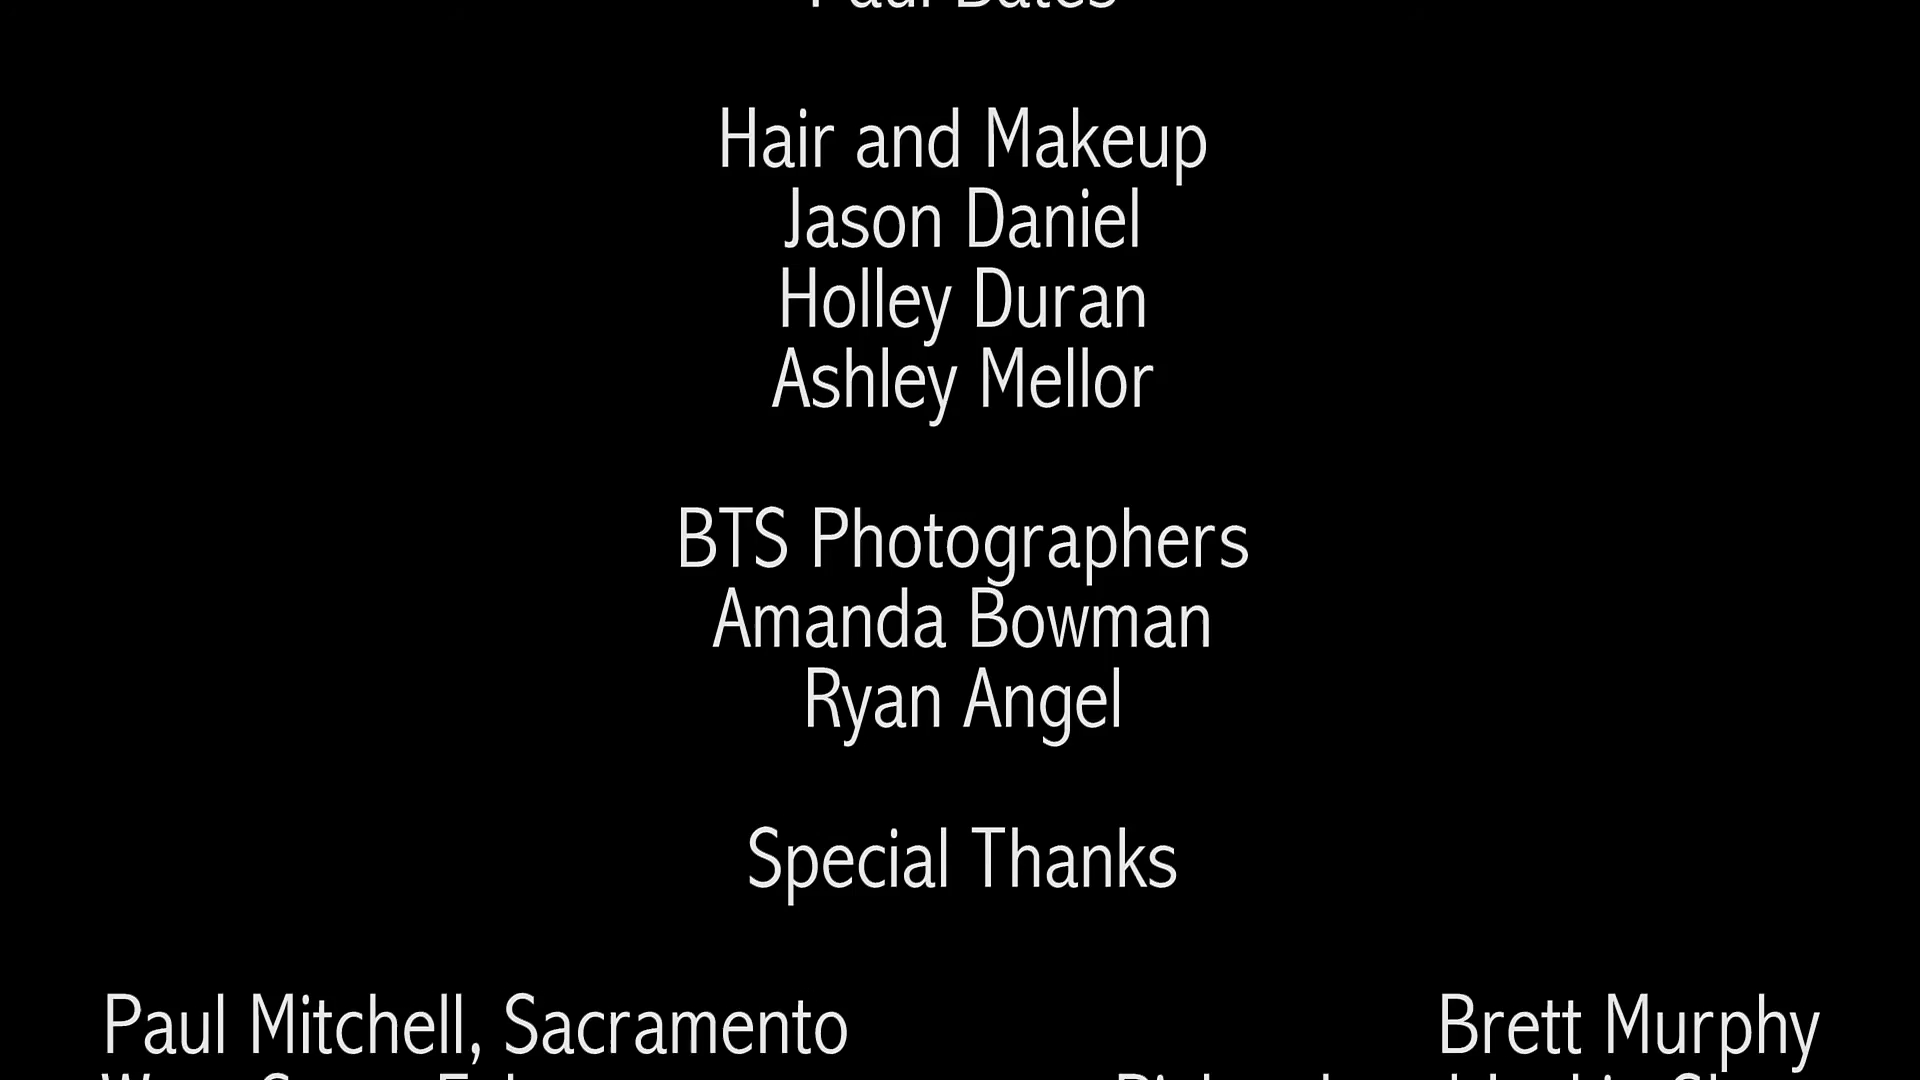 Hair and Makeup
Jason Daniel
Holley Duran
Ashley Mellor
BTS Photographers
Amanda Bowman
Ryan Angel
Special Thanks
Paul Mitchell, Sacramento
Brett Murphy